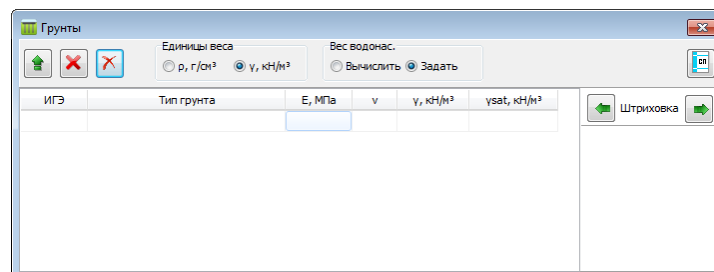 Грунты
Единицы веса
Вес водонас.
ρ, г/см³ γ, кН/м³ Вычислить Задать
СП
ИГЭ Тип грунта E, МПа ν γ, кН/м³ γsat, кН/м³
Штриховка